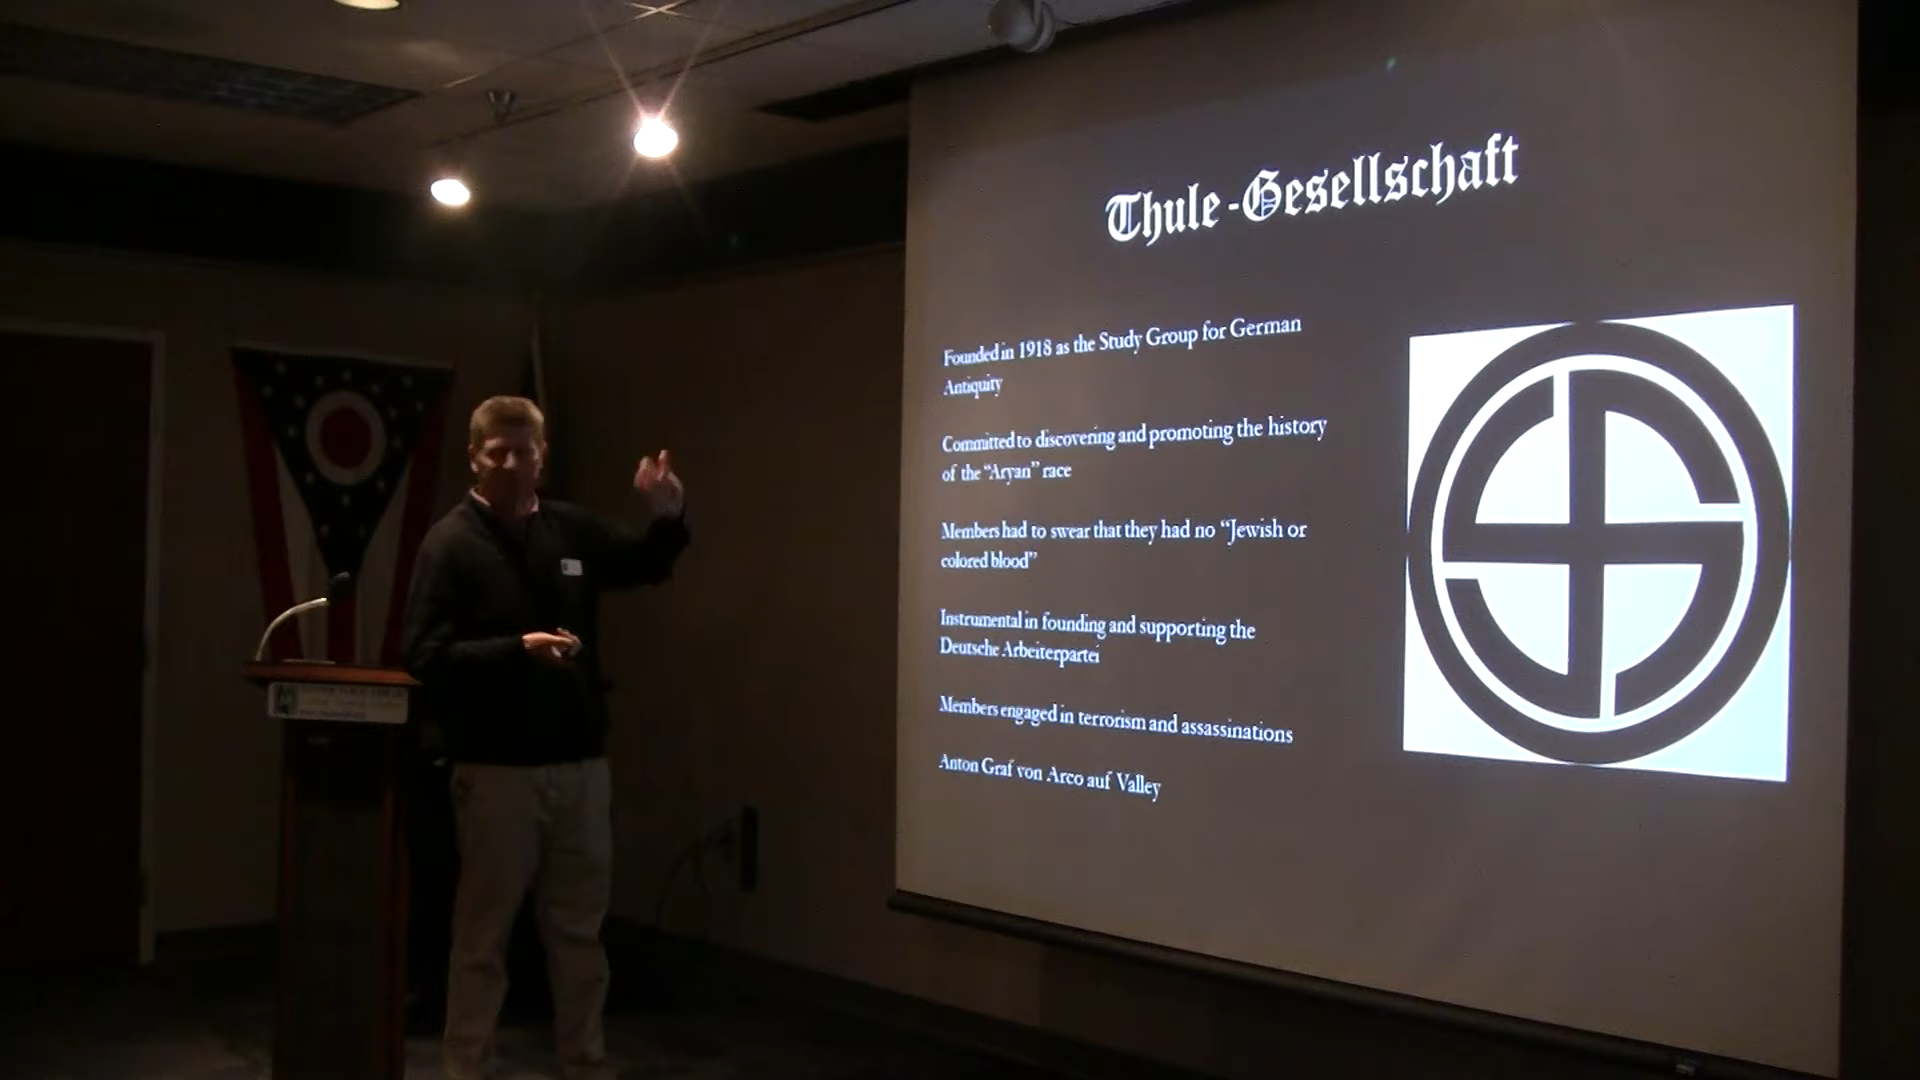 Thule-Gesellschaft
Founded in 1918 as the Study Group for German
Antiquity
Committed to discovering and promoting the history
of the “Aryan” race
Members had to swear that they had no “Jewish or
colored blood”
Instrumental in founding and supporting the
Deutsche Arbeiterpartei
Members engaged in terrorism and assassinations
Anton Graf von Arco auf Valley